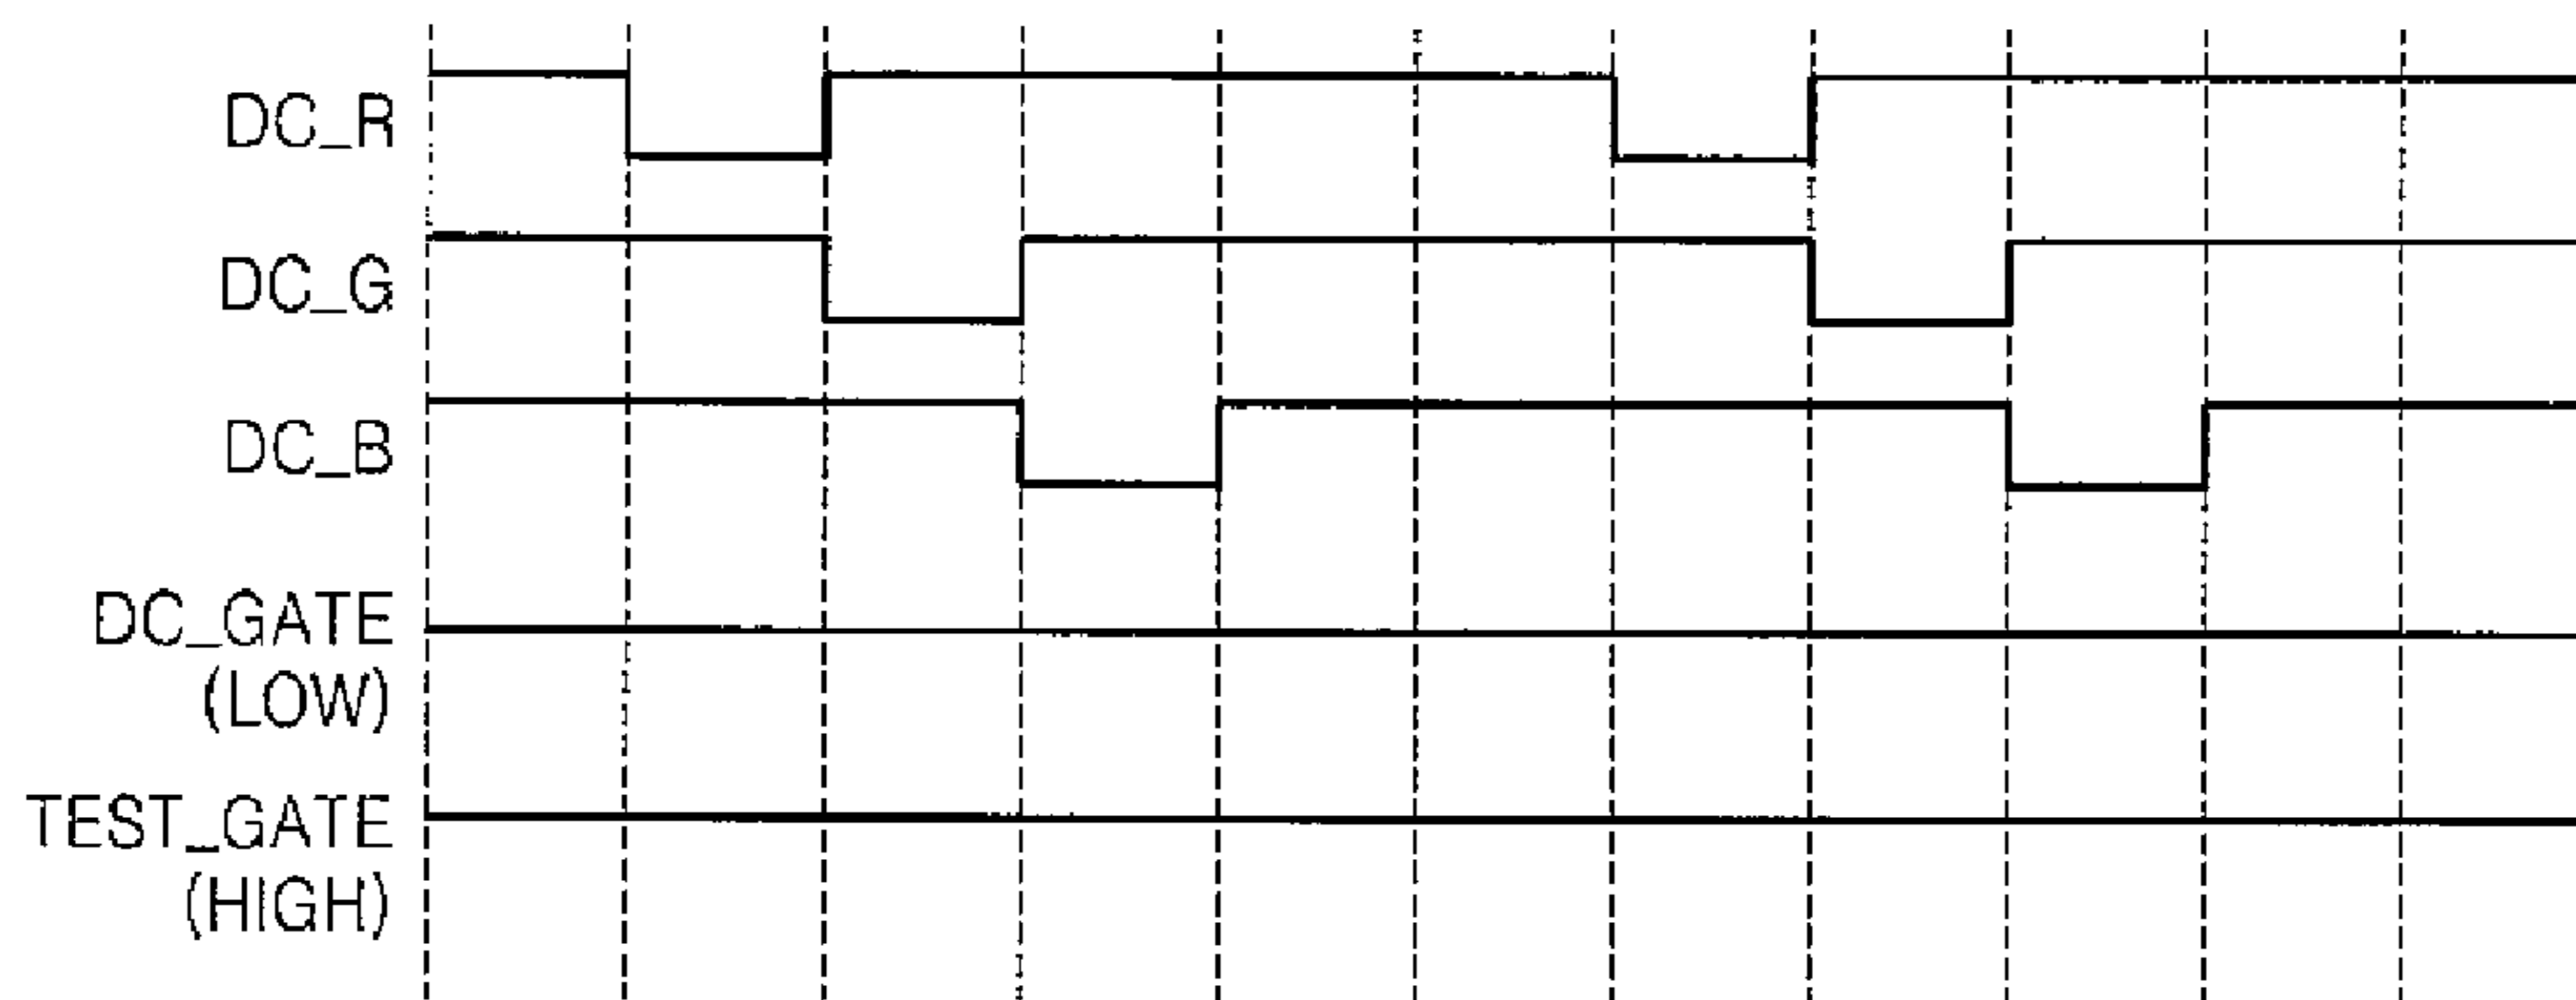 DC_R
DC_G
DC_B
DC_GATE
(LOW)
TEST_GATE
(HIGH)